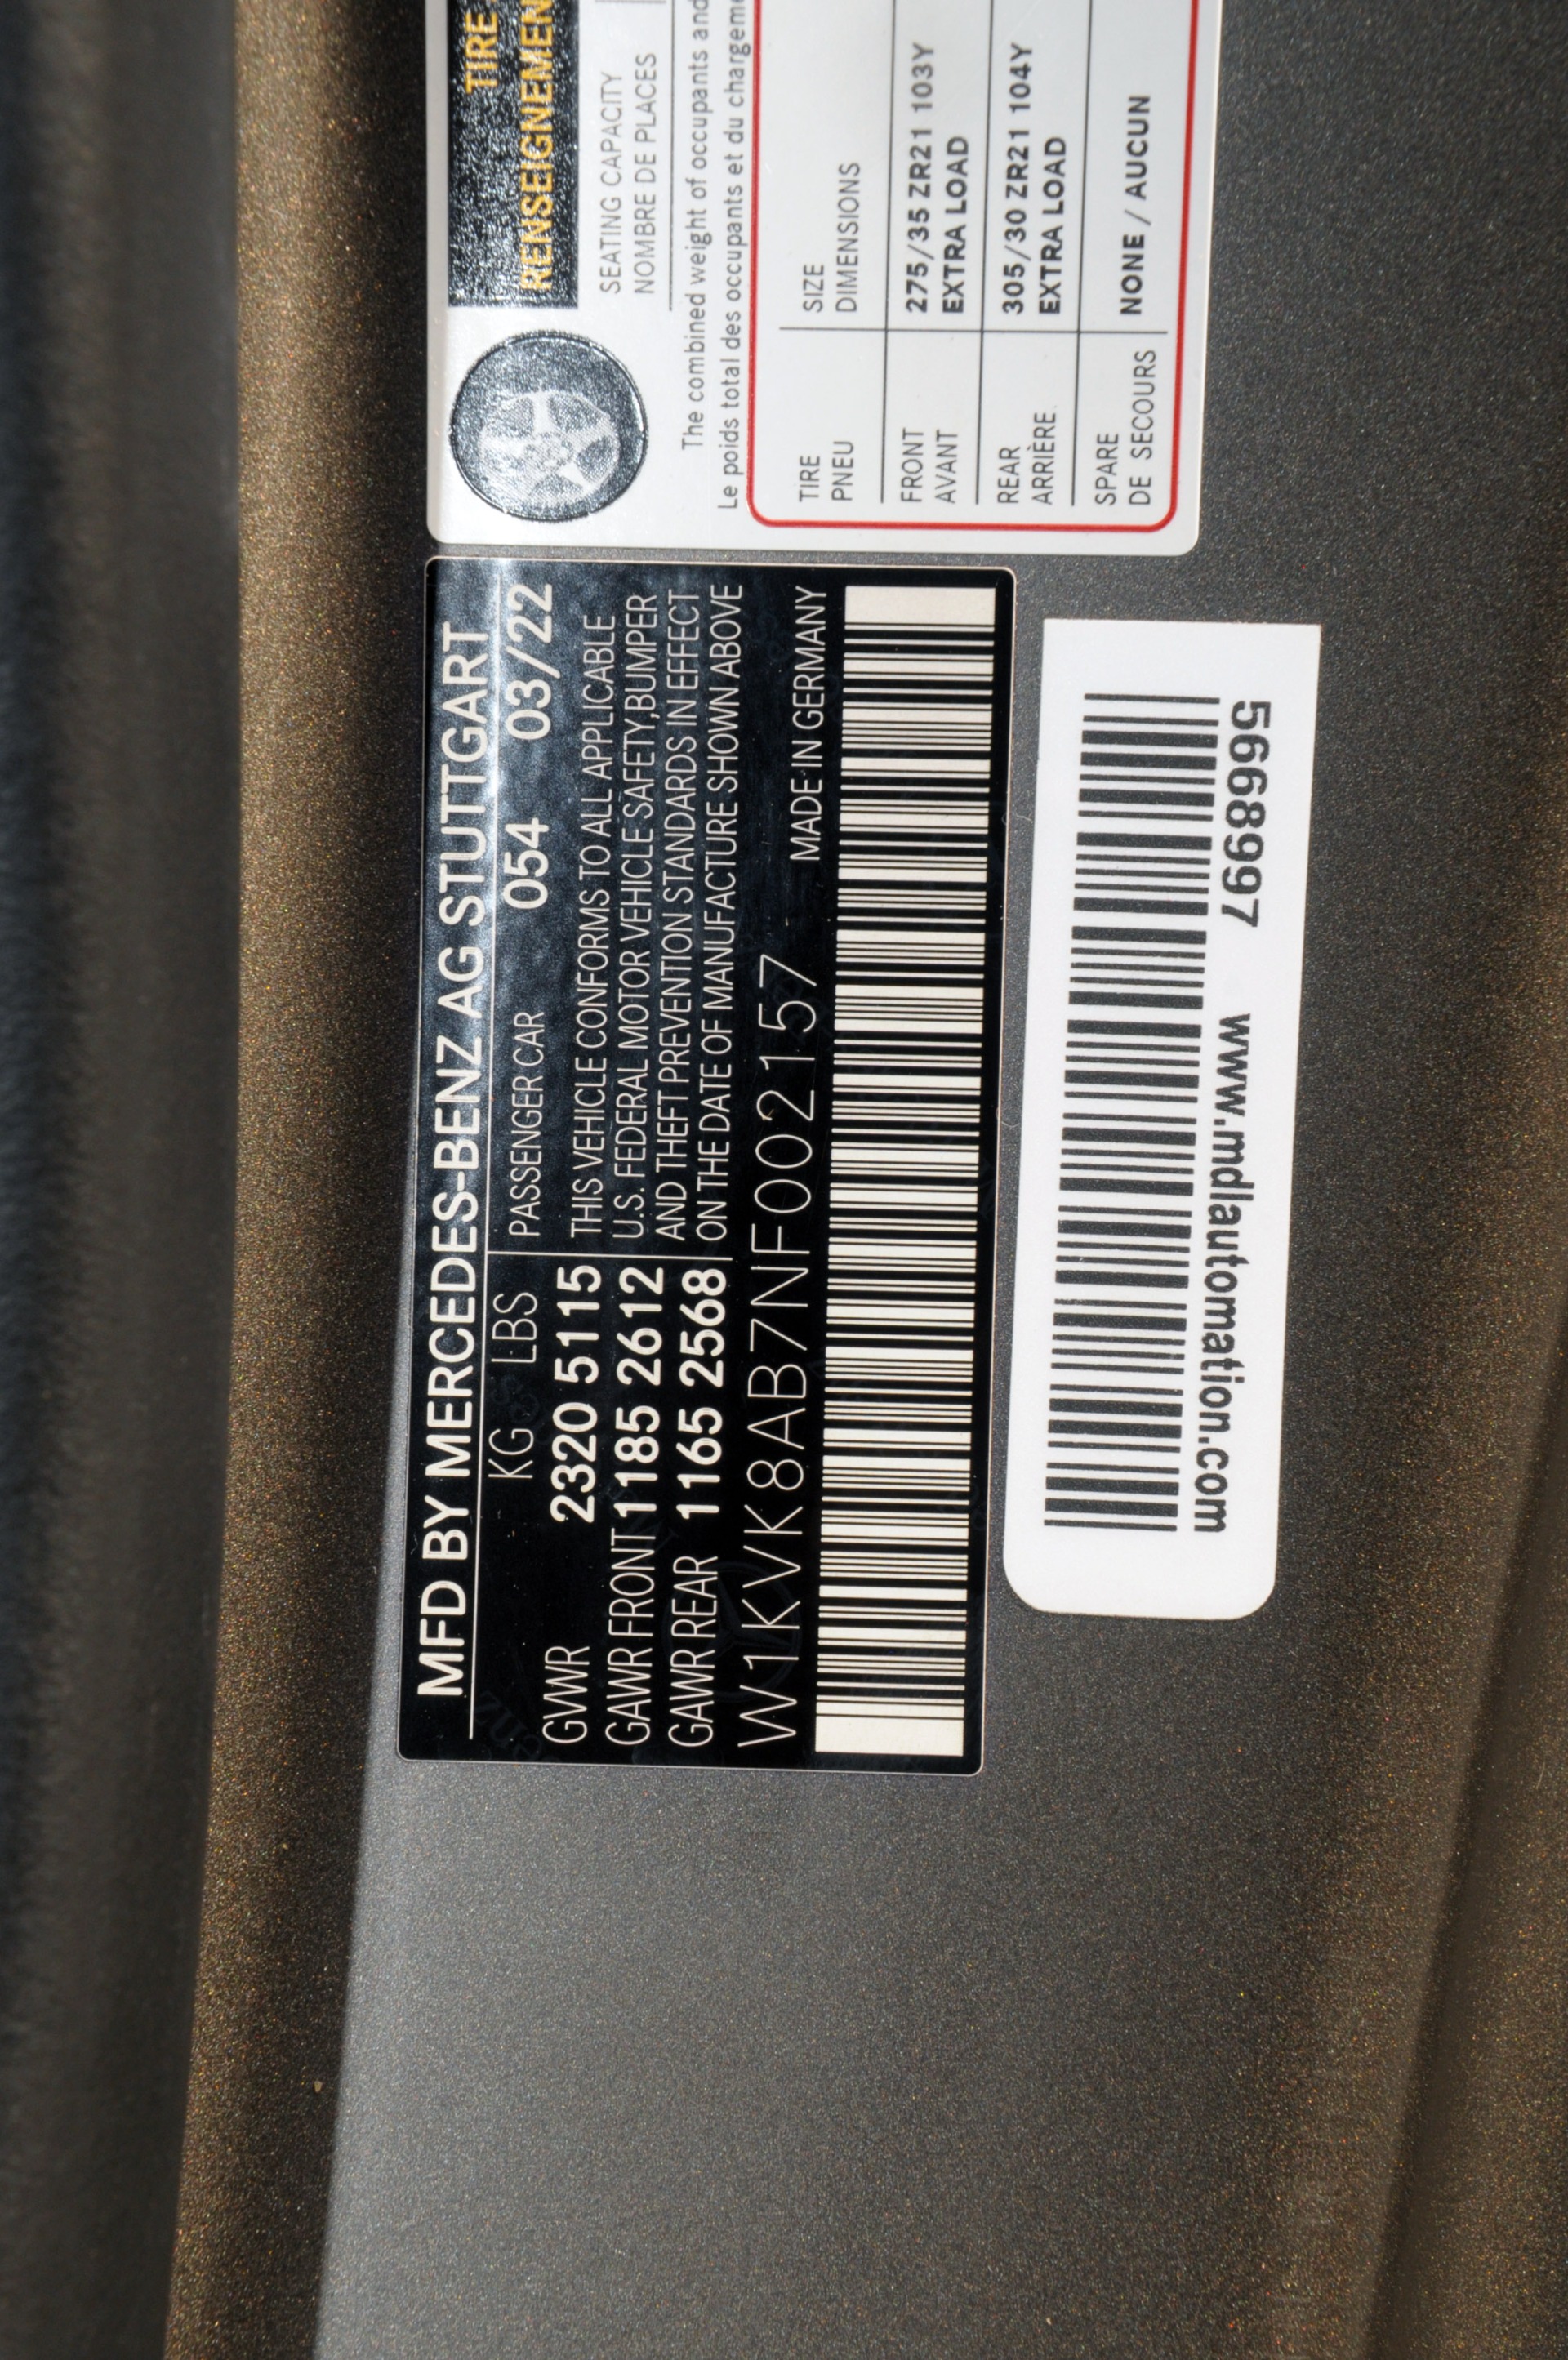 MFD BY MERCEDES-BENZ AG STUTTGART
KG LBS
PASSENGER CAR 054 03/22
GVWR 2320 5115
GAWR FRONT 1185 2612
GAWR REAR 1165 2568
THIS VEHICLE CONFORMS TO ALL APPLICABLE
U.S. FEDERAL MOTOR VEHICLE SAFETY,BUMPER
AND THEFT PREVENTION STANDARDS IN EFFECT
ON THE DATE OF MANUFACTURE SHOWN ABOVE
W1KVK8AB7NF002157
MADE IN GERMANY
TIRE
RENSEIGNEMEN
SEATING CAPACITY
NOMBRE DE PLACES
The combined weight of occupants and
Le poids total des occupants et du chargeme
TIRE SIZE
PNEU DIMENSIONS
FRONT 275/35 ZR21 103Y
AVANT EXTRA LOAD
REAR 305/30 ZR21 104Y
ARRIÈRE EXTRA LOAD
SPARE NONE / AUCUN
DE SECOURS
5668997 www.mdlautomation.com